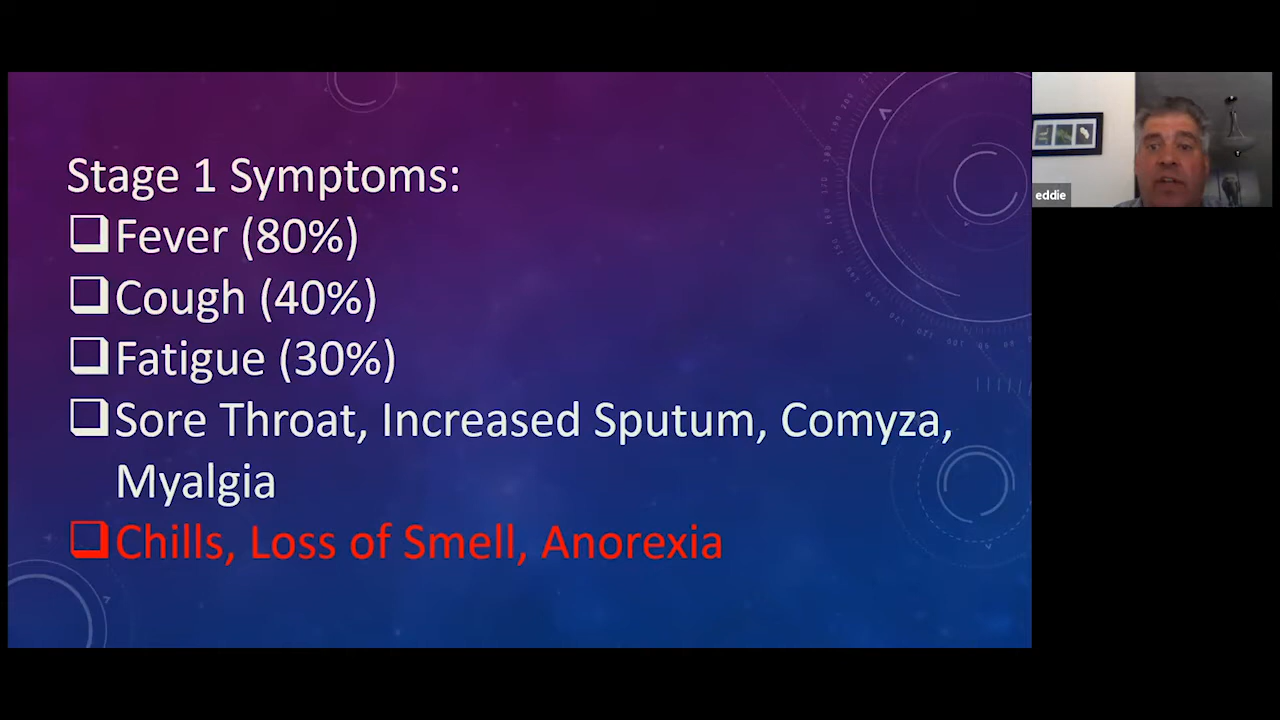 Stage 1 Symptoms:
Fever (80%)
Cough (40%)
Fatigue (30%)
Sore Throat, Increased Sputum, Comyza,
Myalgia
Chills, Loss of Smell, Anorexia
eddie